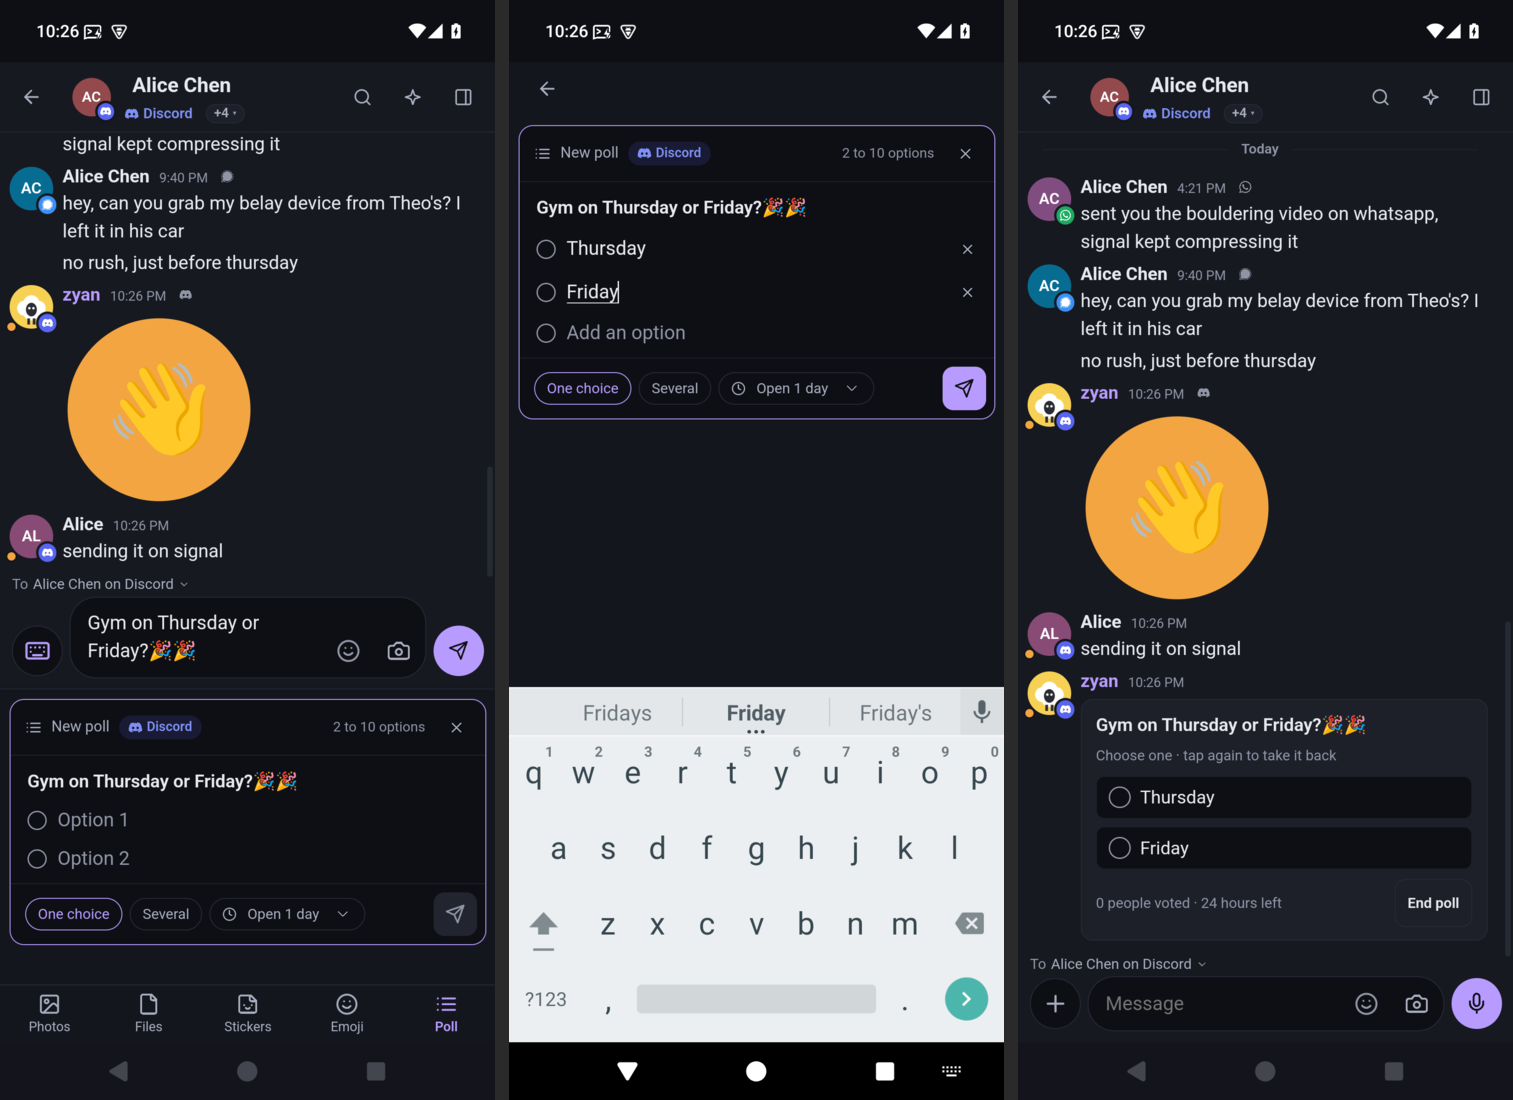 10:26
Alice Chen
AC
Discord
+4
signal kept compressing it
AC
Alice Chen 9:40 PM
hey, can you grab my belay device from Theo's? I
left it in his car
no rush, just before thursday
zyan 10:26 PM
Alice 10:26 PM
AL
sending it on signal
To Alice Chen on Discord
Gym on Thursday or
Friday?🎉🎉
New poll Discord 2 to 10 options
Gym on Thursday or Friday?🎉🎉
Option 1
Option 2
One choice Several Open 1 day
Photos Files Stickers Emoji Poll
10:26
New poll Discord 2 to 10 options
Gym on Thursday or Friday?🎉🎉
Thursday
Friday
Add an option
One choice Several Open 1 day
Fridays Friday Friday's
1 2 3 4 5 6 7 8 9 0
q w e r t y u i o p
a s d f g h j k l
z x c v b n m
?123 , .
10:26
Alice Chen
AC
Discord
+4
Today
AC
Alice Chen 4:21 PM
sent you the bouldering video on whatsapp,
signal kept compressing it
AC
Alice Chen 9:40 PM
hey, can you grab my belay device from Theo's? I
left it in his car
no rush, just before thursday
zyan 10:26 PM
Alice 10:26 PM
AL
sending it on signal
zyan 10:26 PM
Gym on Thursday or Friday?🎉🎉
Choose one · tap again to take it back
Thursday
Friday
0 people voted · 24 hours left
End poll
To Alice Chen on Discord
Message